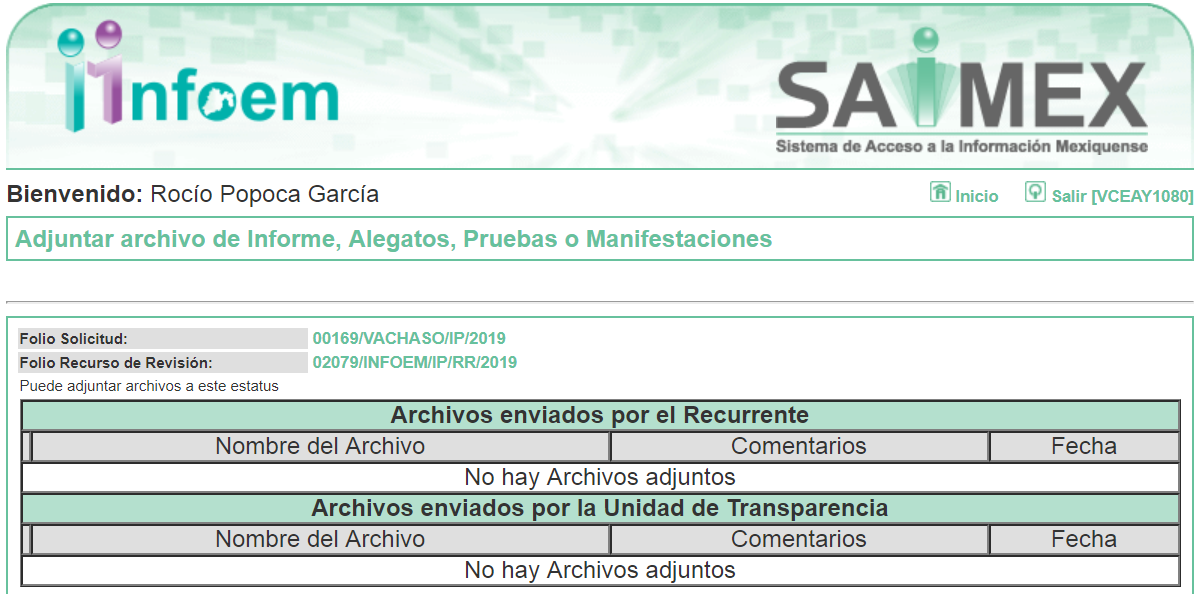 infoem
SAIMEX
Sistema de Acceso a la Información Mexiquense
Bienvenido: Rocío Popoca García
Inicio Salir [VCEAY1080]
Adjuntar archivo de Informe, Alegatos, Pruebas o Manifestaciones
Folio Solicitud: 00169/VACHASO/IP/2019
Folio Recurso de Revisión: 02079/INFOEM/IP/RR/2019
Puede adjuntar archivos a este estatus
Archivos enviados por el Recurrente
Nombre del Archivo Comentarios Fecha
No hay Archivos adjuntos
Archivos enviados por la Unidad de Transparencia
Nombre del Archivo Comentarios Fecha
No hay Archivos adjuntos